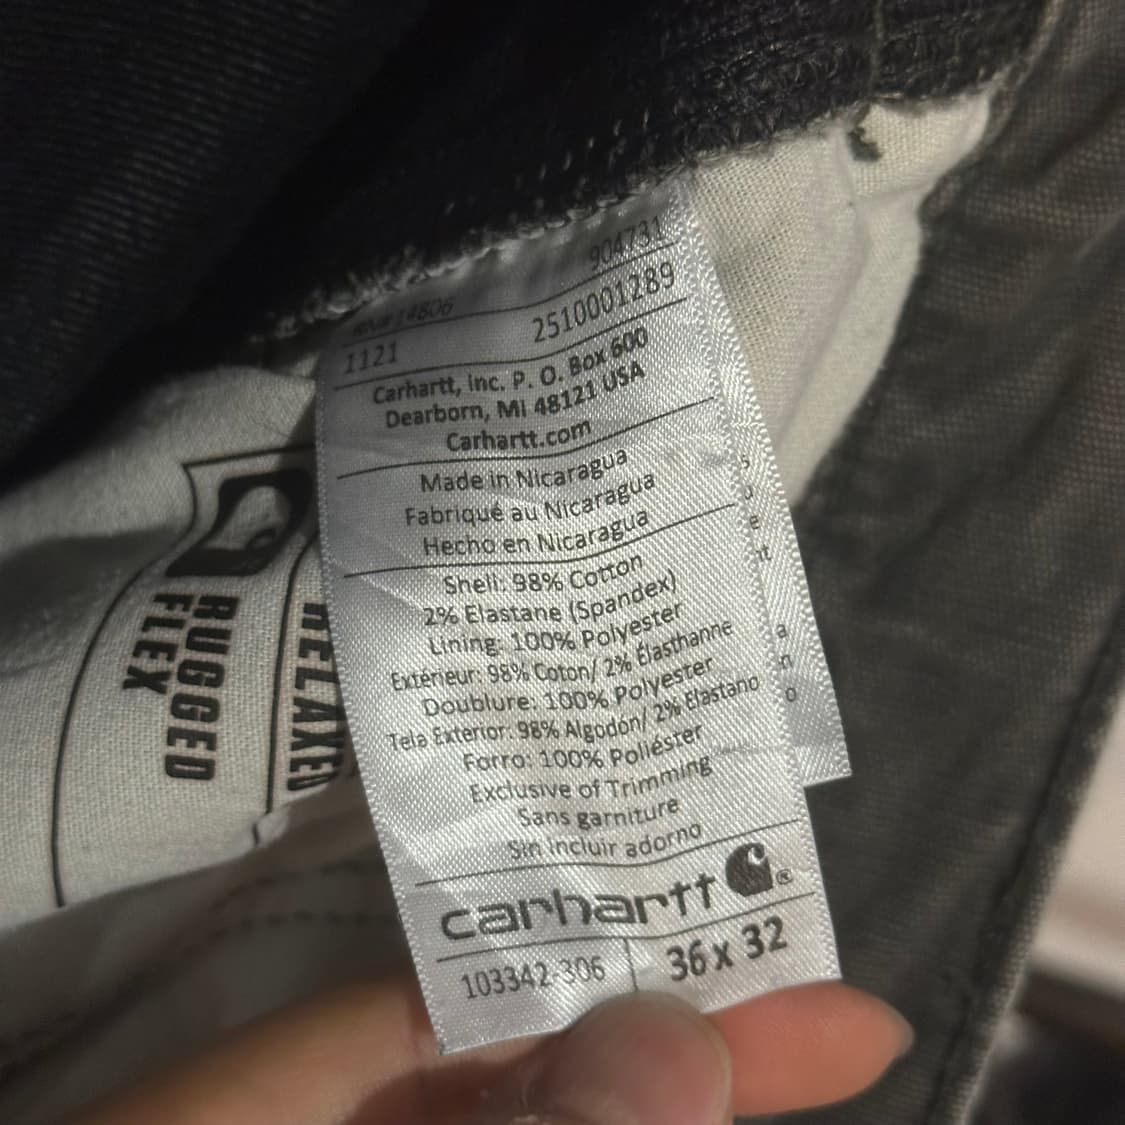 RN#14806 904731
1121 2510001289
Carhartt, Inc. P. O. Box 600
Dearborn, MI 48121 USA
Carhartt.com
Made in Nicaragua
Fabriqué au Nicaragua
Hecho en Nicaragua
Shell: 98% Cotton
2% Elastane (Spandex)
Lining: 100% Polyester
Extérieur: 98% Coton/ 2% Élasthanne
Doublure: 100% Polyester
Tela Exterior: 98% Algodón/ 2% Elastano
Forro: 100% Poliéster
Exclusive of Trimming
Sans garniture
Sin incluir adorno
carhartt ®
103342-306 36 x 32
RUGGED
FLEX
RELAXED